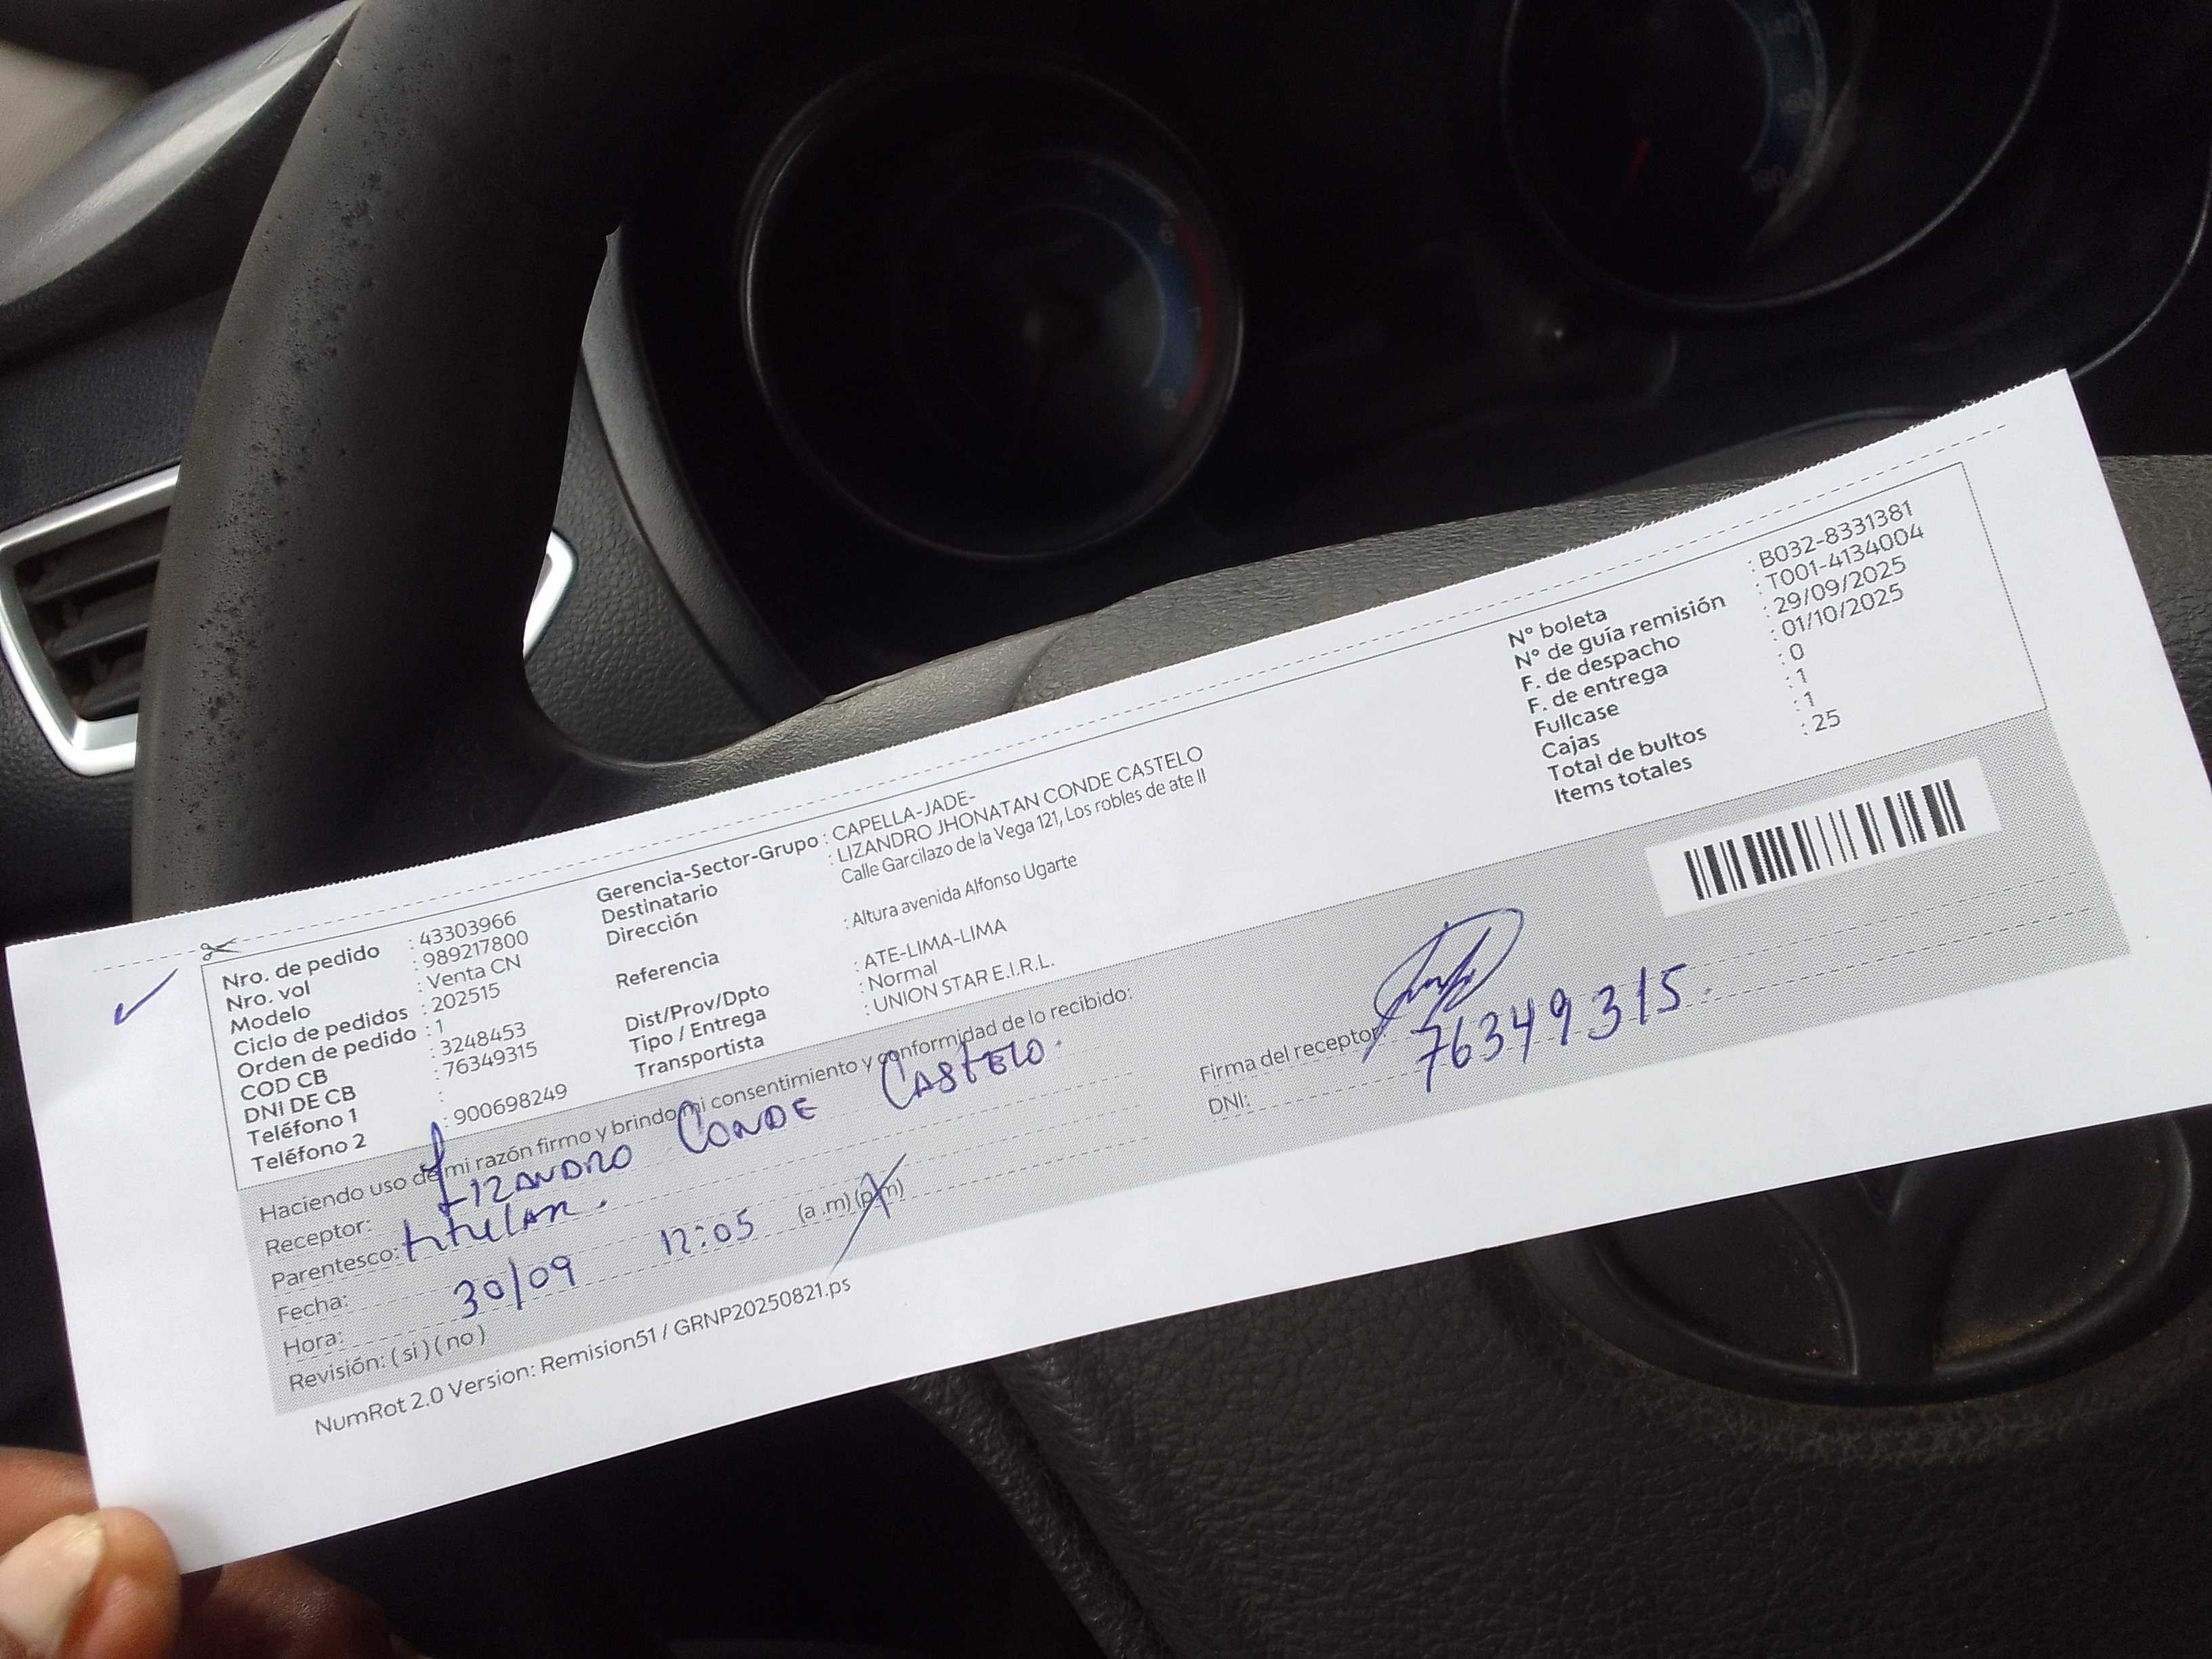 Nro. de pedido : 43303966
Nro. vol : 989217800
Modelo : Venta CN
Ciclo de pedidos : 202515
Orden de pedido : 1
COD CB : 3248453
DNI DE CB : 76349315
Teléfono 1 :
Teléfono 2 : 900698249
Gerencia-Sector-Grupo : CAPELLA-JADE-
Destinatario : LIZANDRO JHONATAN CONDE CASTELO
Dirección Calle Garcilazo de la Vega 121, Los robles de ate II
Referencia : Altura avenida Alfonso Ugarte
Dist/Prov/Dpto : ATE-LIMA-LIMA
Tipo / Entrega : Normal
Transportista : UNION STAR E.I.R.L.
N° boleta : B032-8331381
N° de guía remisión : T001-4134004
F. de despacho : 29/09/2025
F. de entrega : 01/10/2025
Fullcase : 0
Cajas : 1
Total de bultos : 1
Items totales : 25
Haciendo uso de mi razón firmo y brindo mi consentimiento y conformidad de lo recibido:
Receptor: Lizandro Conde Castelo.
Parentesco: titular.
Fecha: 30/09
Hora: 12:05 (a .m) (p.m)
Revisión: ( si ) ( no )
Firma del receptor
DNI: 76349315.
NumRot 2.0 Version: Remision51 / GRNP20250821.ps